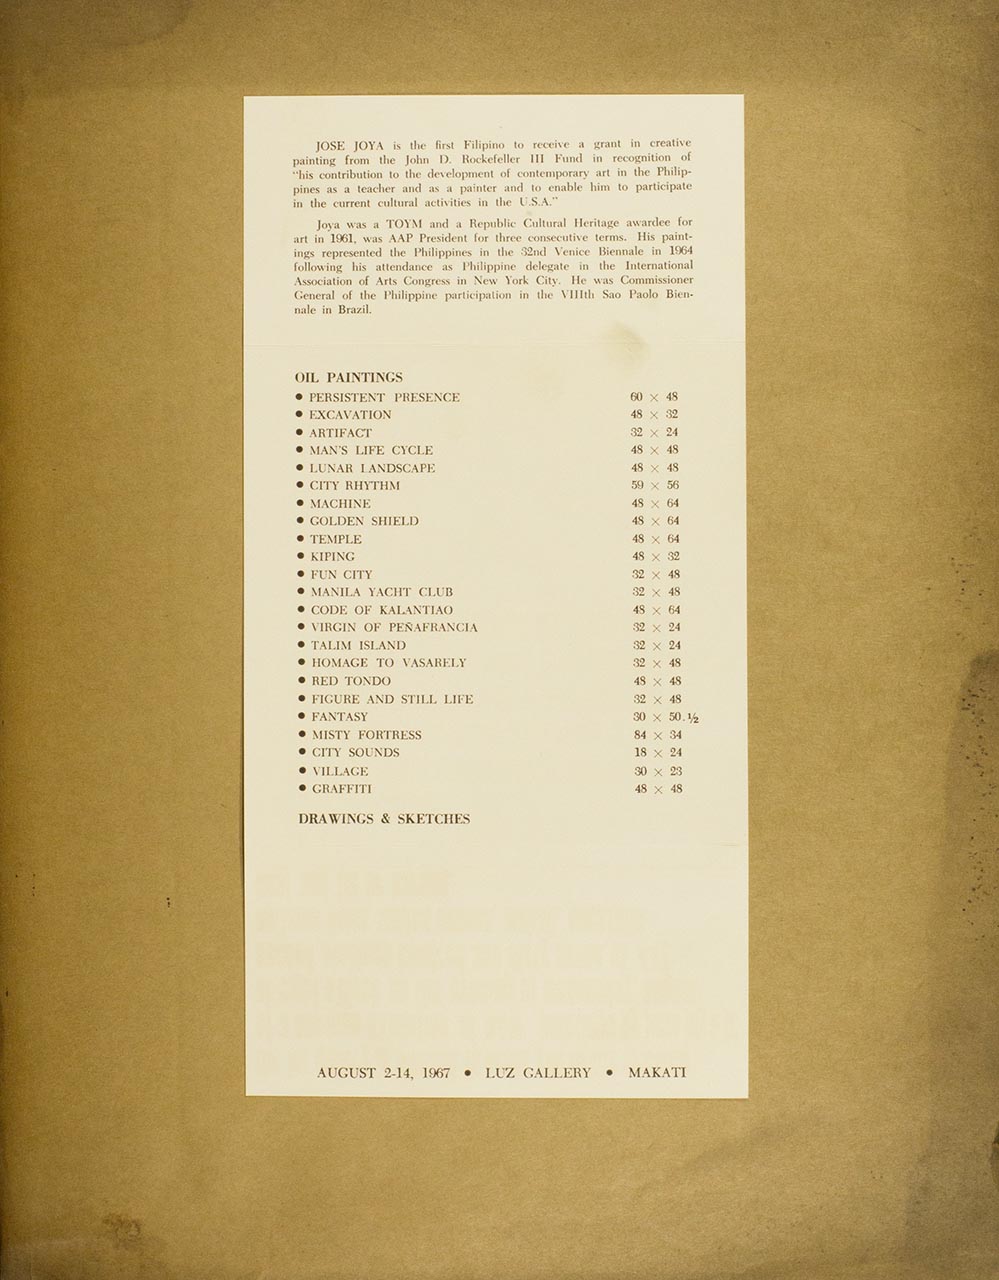 JOSE JOYA is the first Filipino to receive a grant in creative
painting from the John D. Rockefeller III Fund in recognition of
"his contribution to the development of contemporary art in the Philip-
pines as a teacher and as a painter and to enable him to participate
in the current cultural activities in the U.S.A."
Joya was a TOYM and a Republic Cultural Heritage awardee for
art in 1961, was AAP President for three consecutive terms. His paint-
ings represented the Philippines in the 32nd Venice Biennale in 1964
following his attendance as Philippine delegate in the International
Association of Arts Congress in New York City. He was Commissioner
General of the Philippine participation in the VIIIth Sao Paolo Bien-
nale in Brazil.
OIL PAINTINGS
● PERSISTENT PRESENCE 60 × 48
● EXCAVATION 48 × 32
● ARTIFACT 32 × 24
● MAN'S LIFE CYCLE 48 × 48
● LUNAR LANDSCAPE 48 × 48
● CITY RHYTHM 59 × 56
● MACHINE 48 × 64
● GOLDEN SHIELD 48 × 64
● TEMPLE 48 × 64
● KIPING 48 × 32
● FUN CITY 32 × 48
● MANILA YACHT CLUB 32 × 48
● CODE OF KALANTIAO 48 × 64
● VIRGIN OF PEÑAFRANCIA 32 × 24
● TALIM ISLAND 32 × 24
● HOMAGE TO VASARELY 32 × 48
● RED TONDO 48 × 48
● FIGURE AND STILL LIFE 32 × 48
● FANTASY 30 × 50.½
● MISTY FORTRESS 84 × 34
● CITY SOUNDS 18 × 24
● VILLAGE 30 × 23
● GRAFFITI 48 × 48
DRAWINGS & SKETCHES
AUGUST 2-14, 1967 ● LUZ GALLERY ● MAKATI